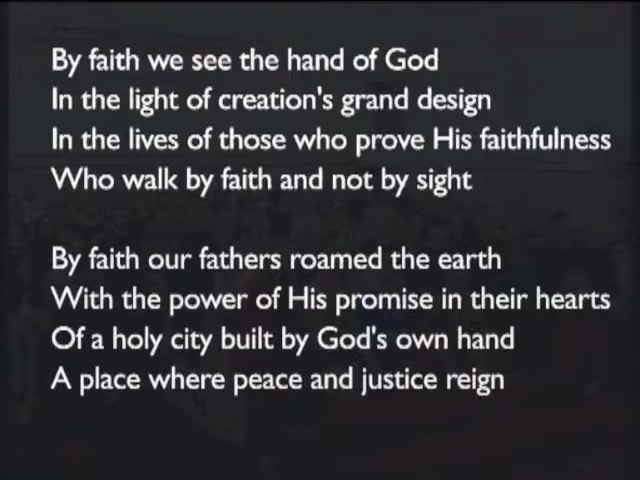 By faith we see the hand of God
In the light of creation's grand design
In the lives of those who prove His faithfulness
Who walk by faith and not by sight
By faith our fathers roamed the earth
With the power of His promise in their hearts
Of a holy city built by God's own hand
A place where peace and justice reign